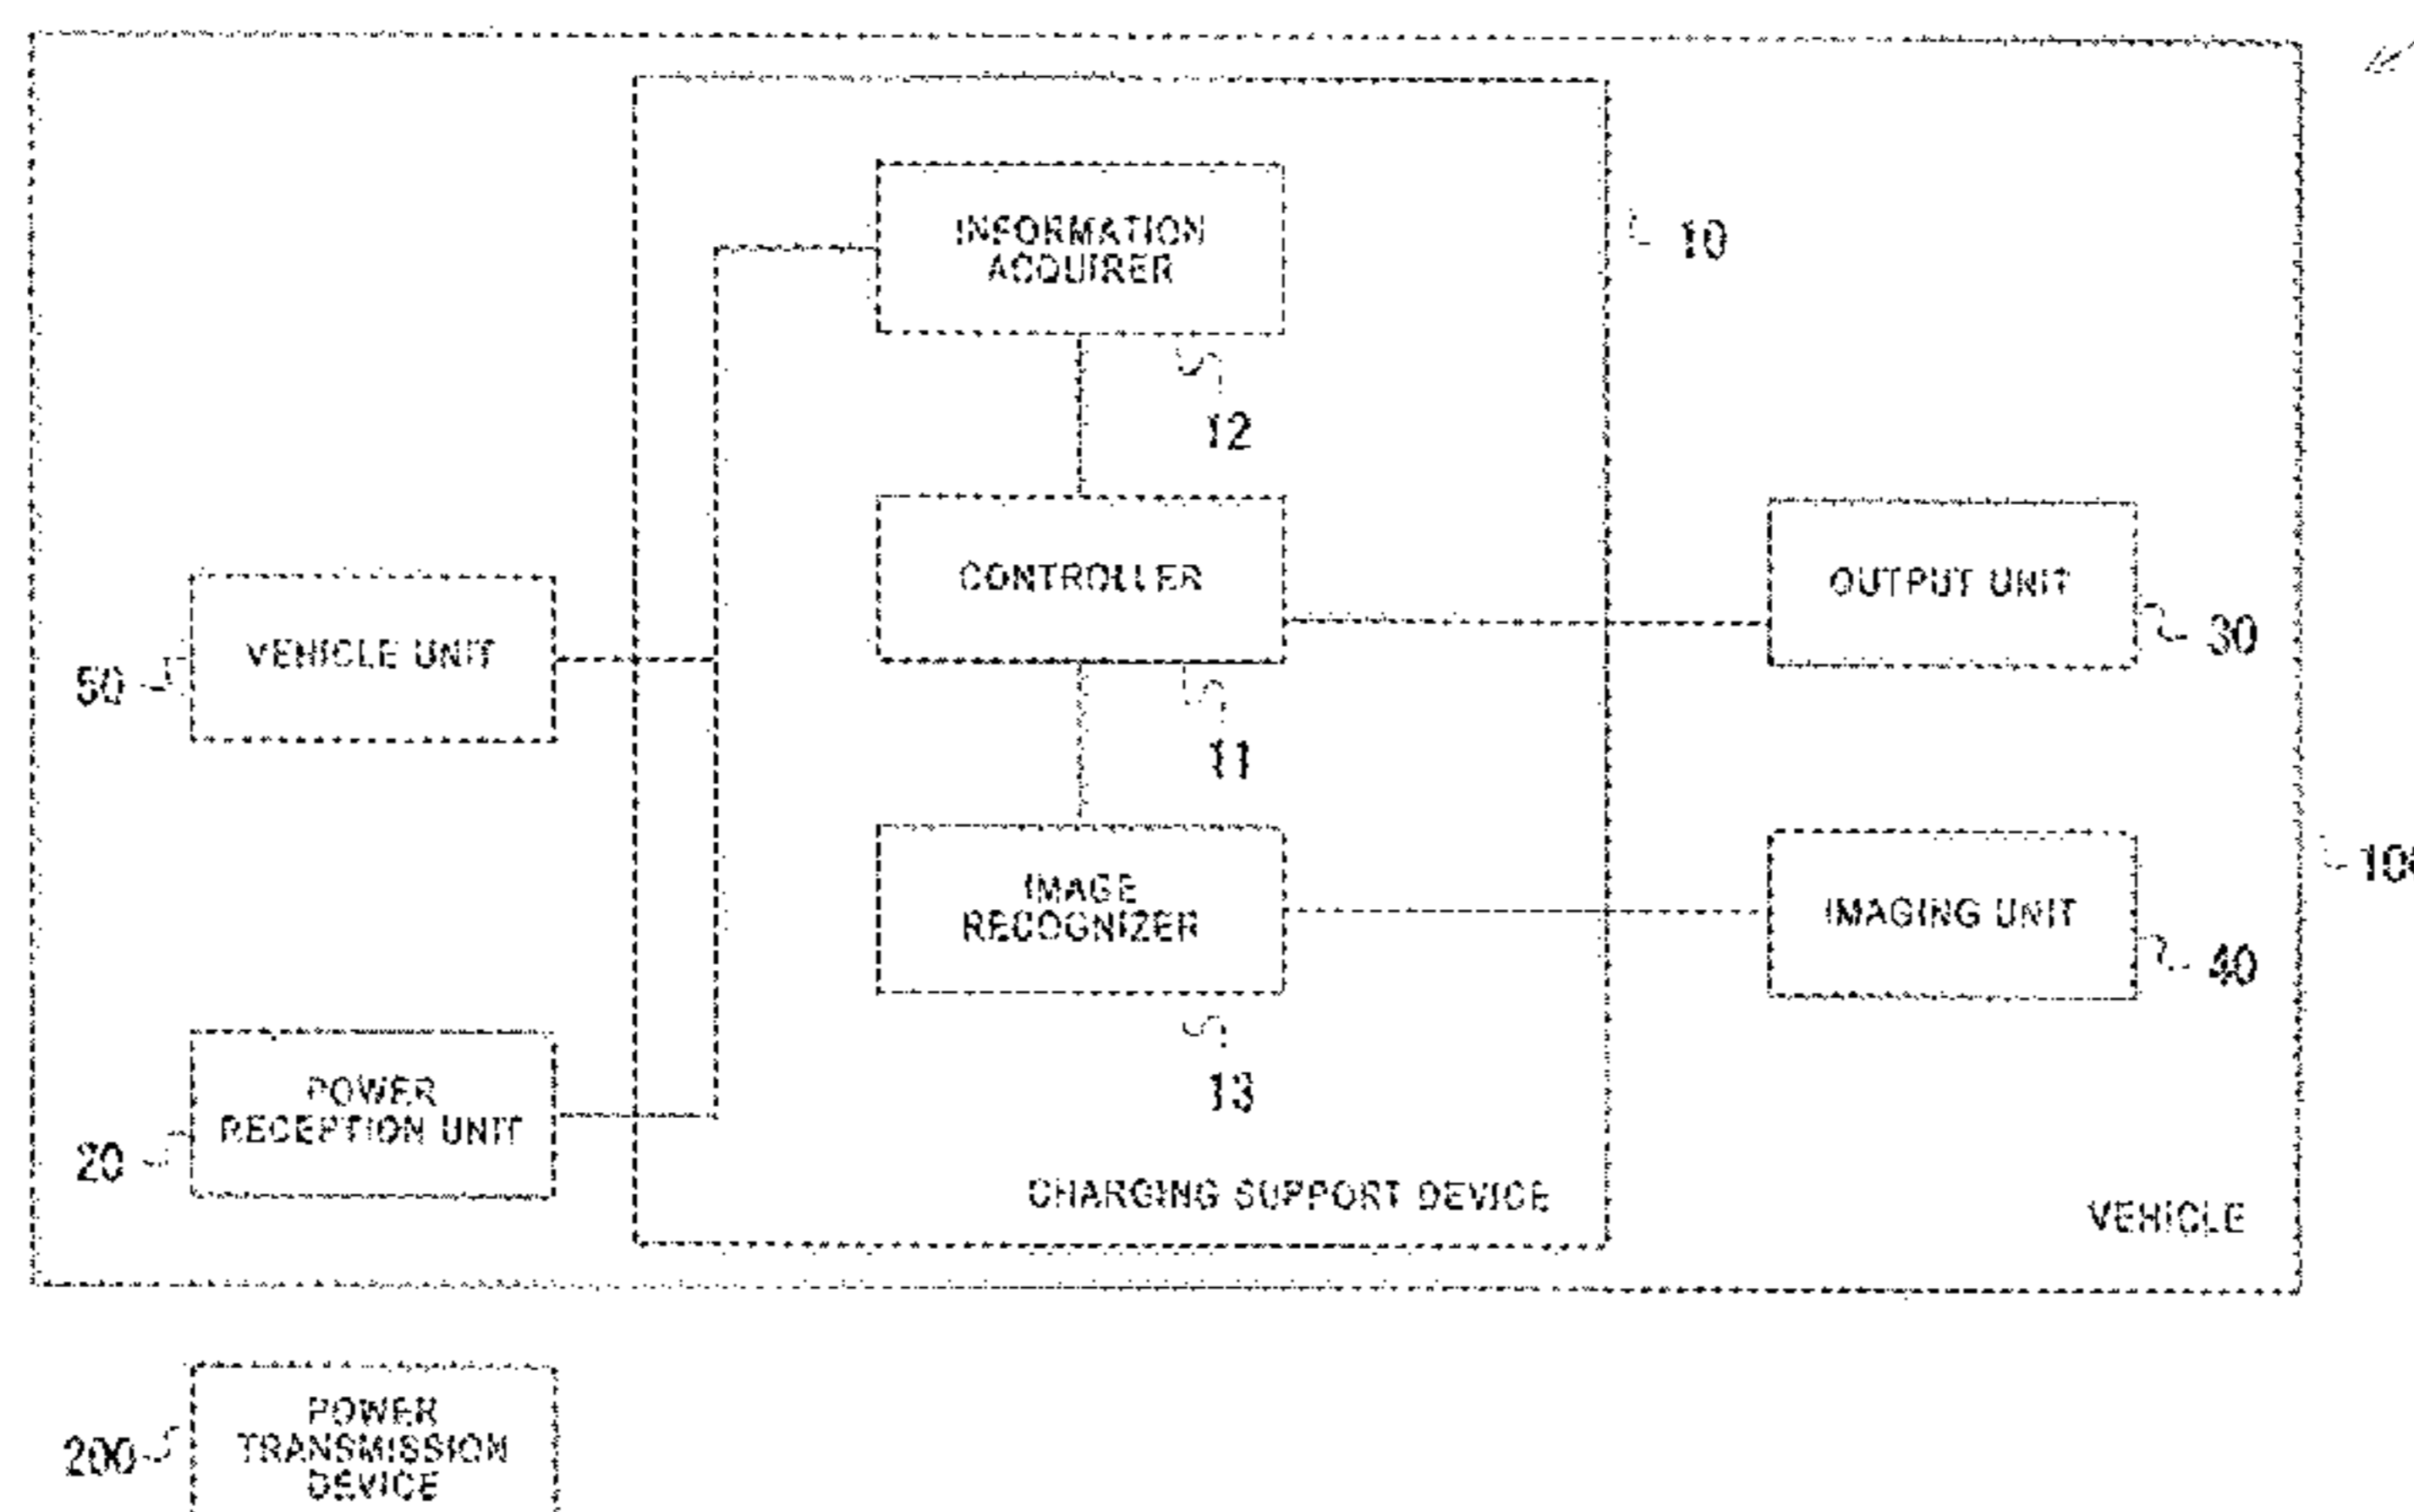 INFORMATION
ACQUIRER
10
12
CONTROLLER
OUTPUT UNIT
30
VEHICLE UNIT
50
11
IMAGE
RECOGNIZER
IMAGING UNIT
40
100
13
POWER
RECEPTION UNIT
20
CHARGING SUPPORT DEVICE
VEHICLE
POWER
TRANSMISSION
DEVICE
200